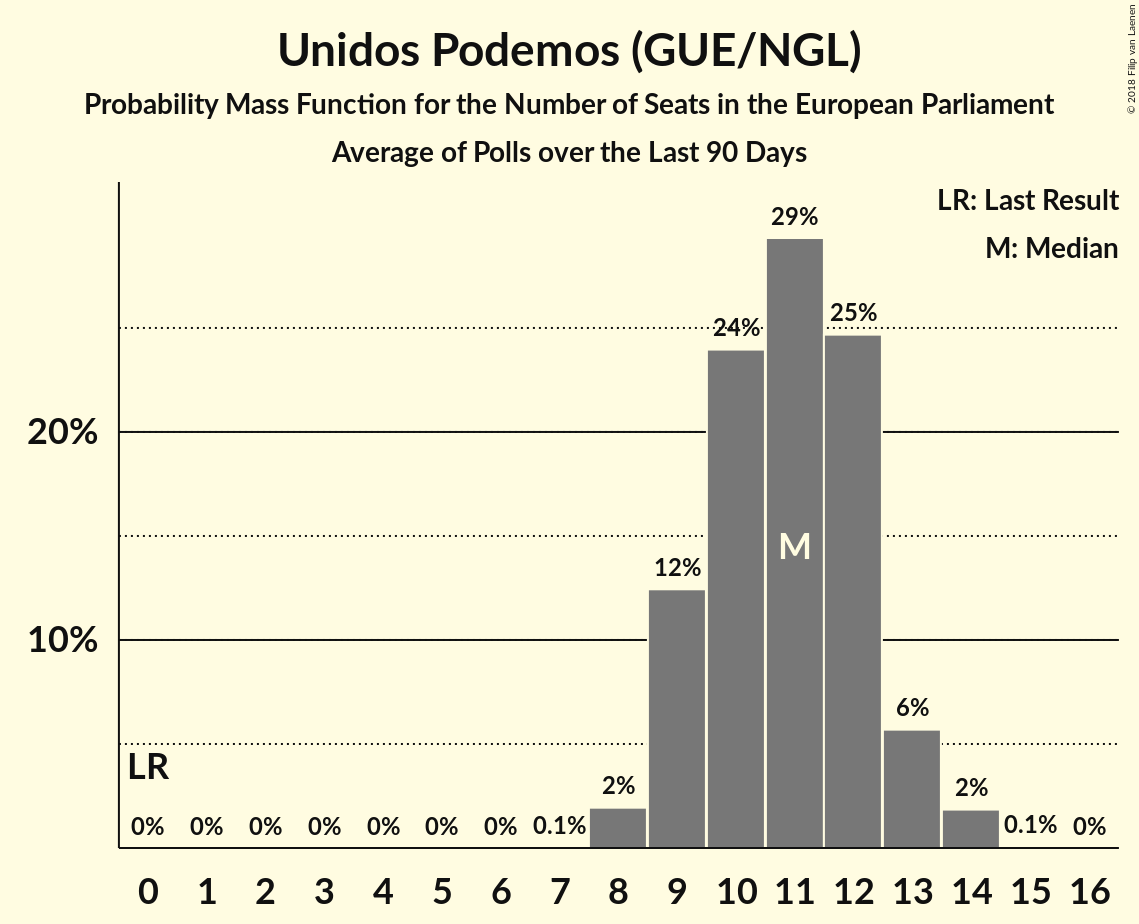 Unidos Podemos (GUE/NGL)
Probability Mass Function for the Number of Seats in the European Parliament
Average of Polls over the Last 90 Days
© 2018 Filip van Laenen
LR: Last Result
M: Median
29%
25%
24%
20%
M
12%
10%
6%
LR
2%
2%
0% 0% 0% 0% 0% 0% 0% 0.1% 0.1% 0%
0 1 2 3 4 5 6 7 8 9 10 11 12 13 14 15 16